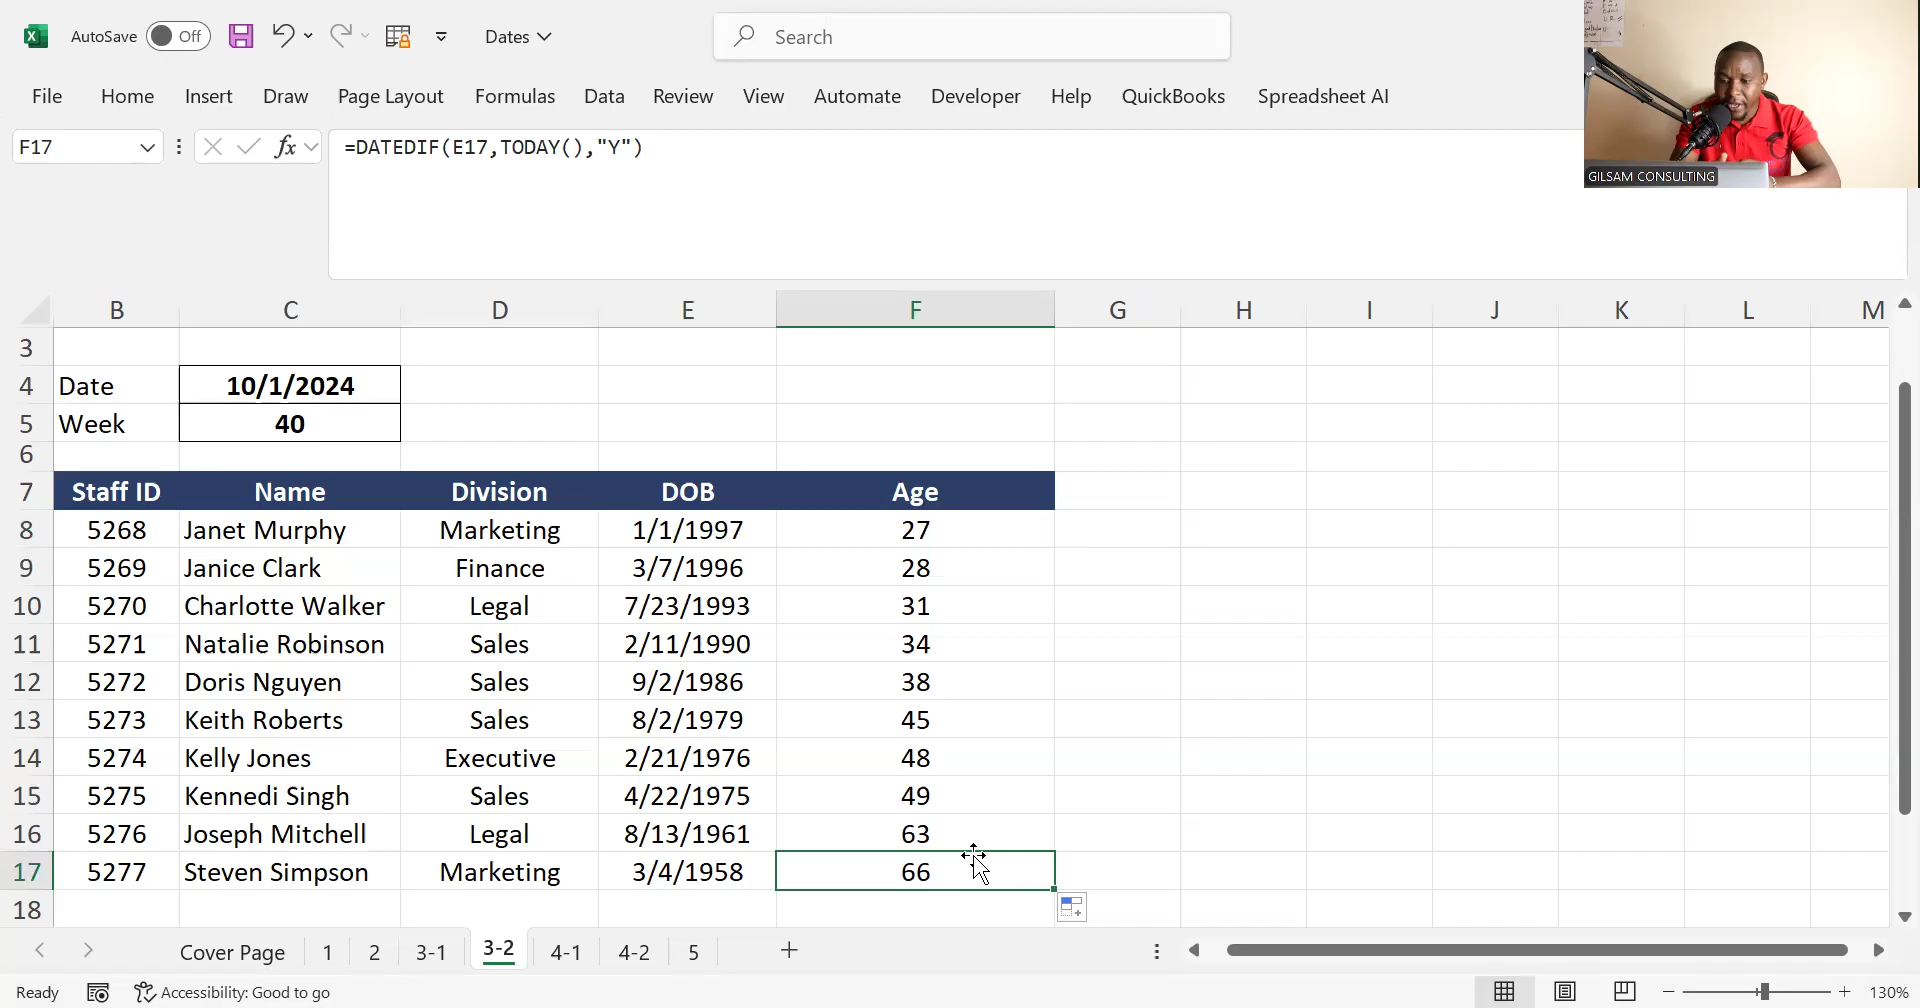 AutoSave Off Dates Search
File Home Insert Draw Page Layout Formulas Data Review View Automate Developer Help QuickBooks Spreadsheet AI
F17 fx =DATEDIF(E17,TODAY(),"Y")
GILSAM CONSULTING
B C D E F G H I J K L M
3
4 Date 10/1/2024
5 Week 40
6
7 Staff ID Name Division DOB Age
8 5268 Janet Murphy Marketing 1/1/1997 27
9 5269 Janice Clark Finance 3/7/1996 28
10 5270 Charlotte Walker Legal 7/23/1993 31
11 5271 Natalie Robinson Sales 2/11/1990 34
12 5272 Doris Nguyen Sales 9/2/1986 38
13 5273 Keith Roberts Sales 8/2/1979 45
14 5274 Kelly Jones Executive 2/21/1976 48
15 5275 Kennedi Singh Sales 4/22/1975 49
16 5276 Joseph Mitchell Legal 8/13/1961 63
17 5277 Steven Simpson Marketing 3/4/1958 66
18
Cover Page 1 2 3-1 3-2 4-1 4-2 5
Ready Accessibility: Good to go 130%